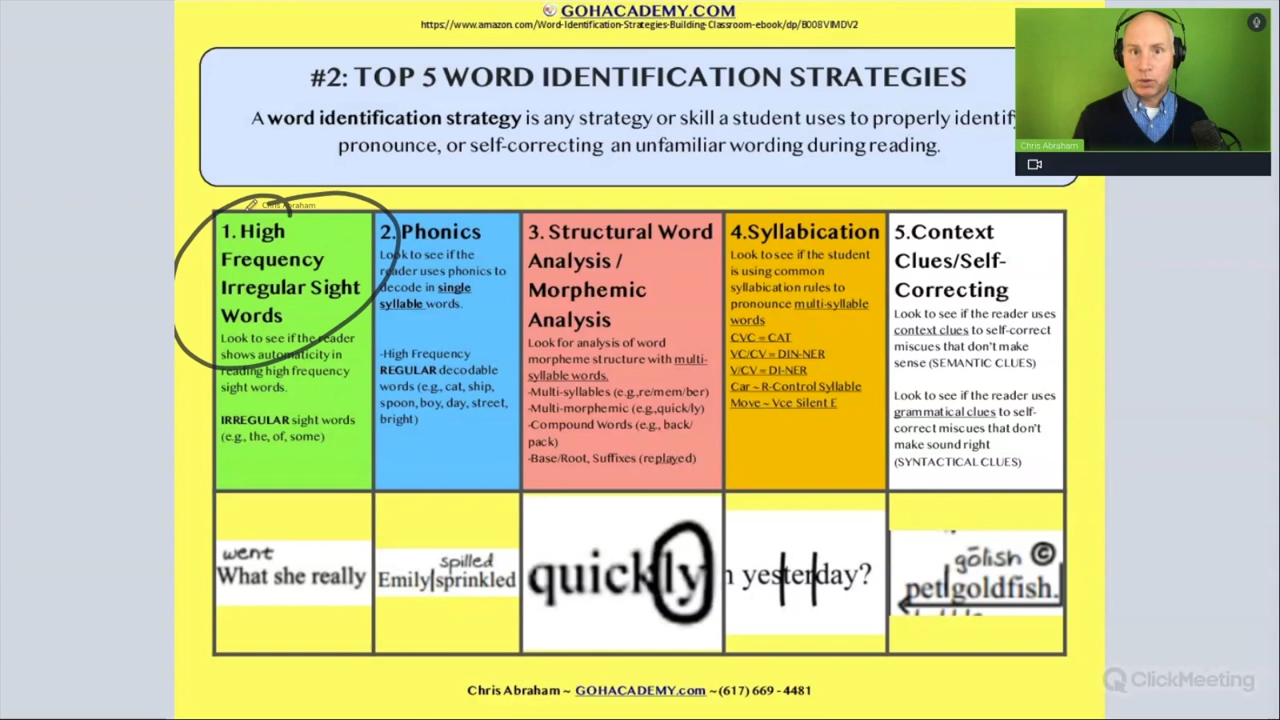 GOHACADEMY.COM
https://www.amazon.com/Word-Identification-Strategies-Building-Classroom-ebook/dp/B008VIMDV2
#2: TOP 5 WORD IDENTIFICATION STRATEGIES
A word identification strategy is any strategy or skill a student uses to properly identify
pronounce, or self-correcting an unfamiliar wording during reading.
Chris Abraham
Chris Abraham
1. High
Frequency
Irregular Sight
Words
Look to see if the reader
shows automaticity in
reading high frequency
sight words.
IRREGULAR sight words
(e.g., the, of, some)
2. Phonics
Look to see if the
reader uses phonics to
decode in single
syllable words.
-High Frequency
REGULAR decodable
words (e.g., cat, ship,
spoon, boy, day, street,
bright)
3. Structural Word
Analysis /
Morphemic
Analysis
Look for analysis of word
morpheme structure with multi-
syllable words.
-Multi-syllables (e.g.,re/mem/ber)
-Multi-morphemic (e.g.,quick/ly)
-Compound Words (e.g., back/
pack)
-Base/Root, Suffixes (replayed)
4.Syllabication
Look to see if the student
is using common
syllabication rules to
pronounce multi-syllable
words
CVC = CAT
VC/CV = DIN-NER
V/CV = DI-NER
Car ~ R-Control Syllable
Move ~ Vce Silent E
5.Context
Clues/Self-
Correcting
Look to see if the reader uses
context clues to self-correct
miscues that don't make
sense (SEMANTIC CLUES)
Look to see if the reader uses
grammatical clues to self-
correct miscues that don't
make sound right
(SYNTACTICAL CLUES)
went
What she really
spilled
Emily sprinkled
quickly
n yesterday?
gōlish ©
pet goldfish.
Chris Abraham ~ GOHACADEMY.com ~(617) 669 - 4481
ClickMeeting